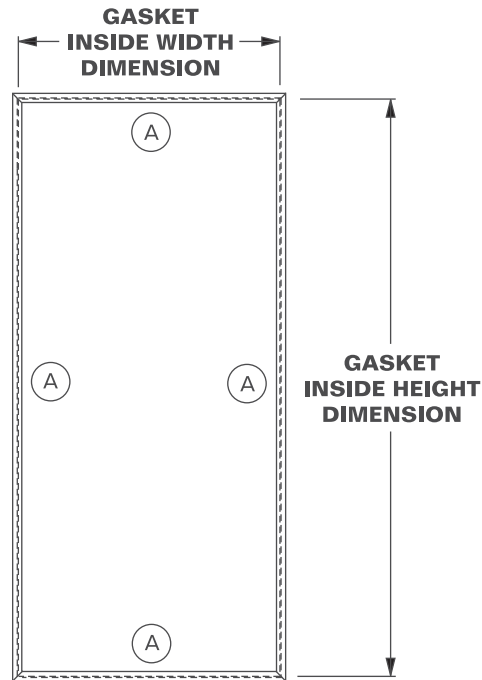 GASKET
INSIDE WIDTH
DIMENSION
A
A
A
GASKET
INSIDE HEIGHT
DIMENSION
A